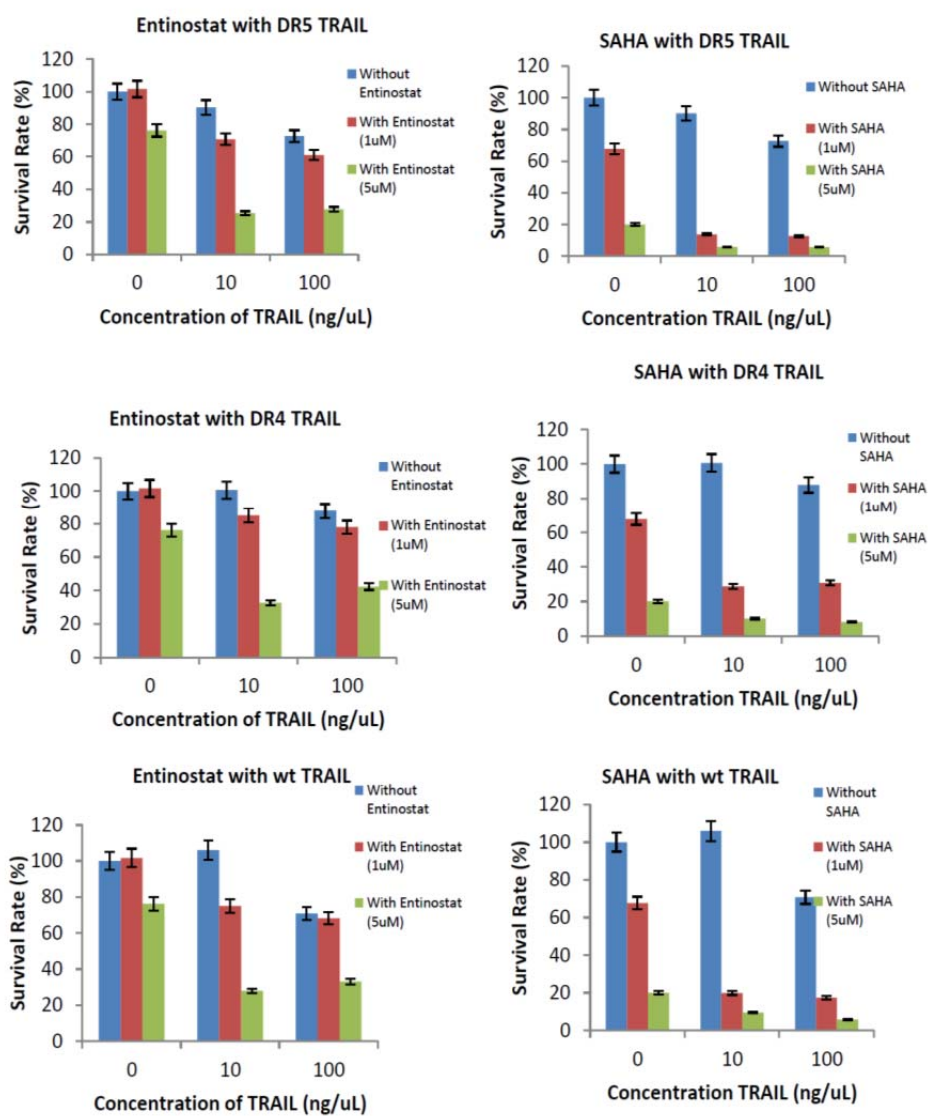 Entinostat with DR5 TRAIL
120
100
80
60
40
20
0
Survival Rate (%)
0 10 100
Concentration of TRAIL (ng/uL)
Without
Entinostat
With Entinostat
(1uM)
With Entinostat
(5uM)
SAHA with DR5 TRAIL
120
100
80
60
40
20
0
Survival Rate (%)
0 10 100
Concentration TRAIL (ng/uL)
Without SAHA
With SAHA
(1uM)
With SAHA
(5uM)
Entinostat with DR4 TRAIL
120
100
80
60
40
20
0
Survival Rate (%)
0 10 100
Concentration of TRAIL (ng/uL)
Without
Entinostat
With Entinostat
(1uM)
With Entinostat
(5uM)
SAHA with DR4 TRAIL
120
100
80
60
40
20
0
Survival Rate (%)
0 10 100
Concentration TRAIL (ng/uL)
Without
SAHA
With SAHA
(1uM)
With SAHA
(5uM)
Entinostat with wt TRAIL
120
100
80
60
40
20
0
Survival Rate (%)
0 10 100
Concentration of TRAIL (ng/uL)
Without
Entinostat
With Entinostat
(1uM)
With Entinostat
(5uM)
SAHA with wt TRAIL
120
100
80
60
40
20
0
Survival Rate (%)
0 10 100
Concentration TRAIL (ng/uL)
Without
SAHA
With SAHA
(1uM)
With SAHA
(5uM)